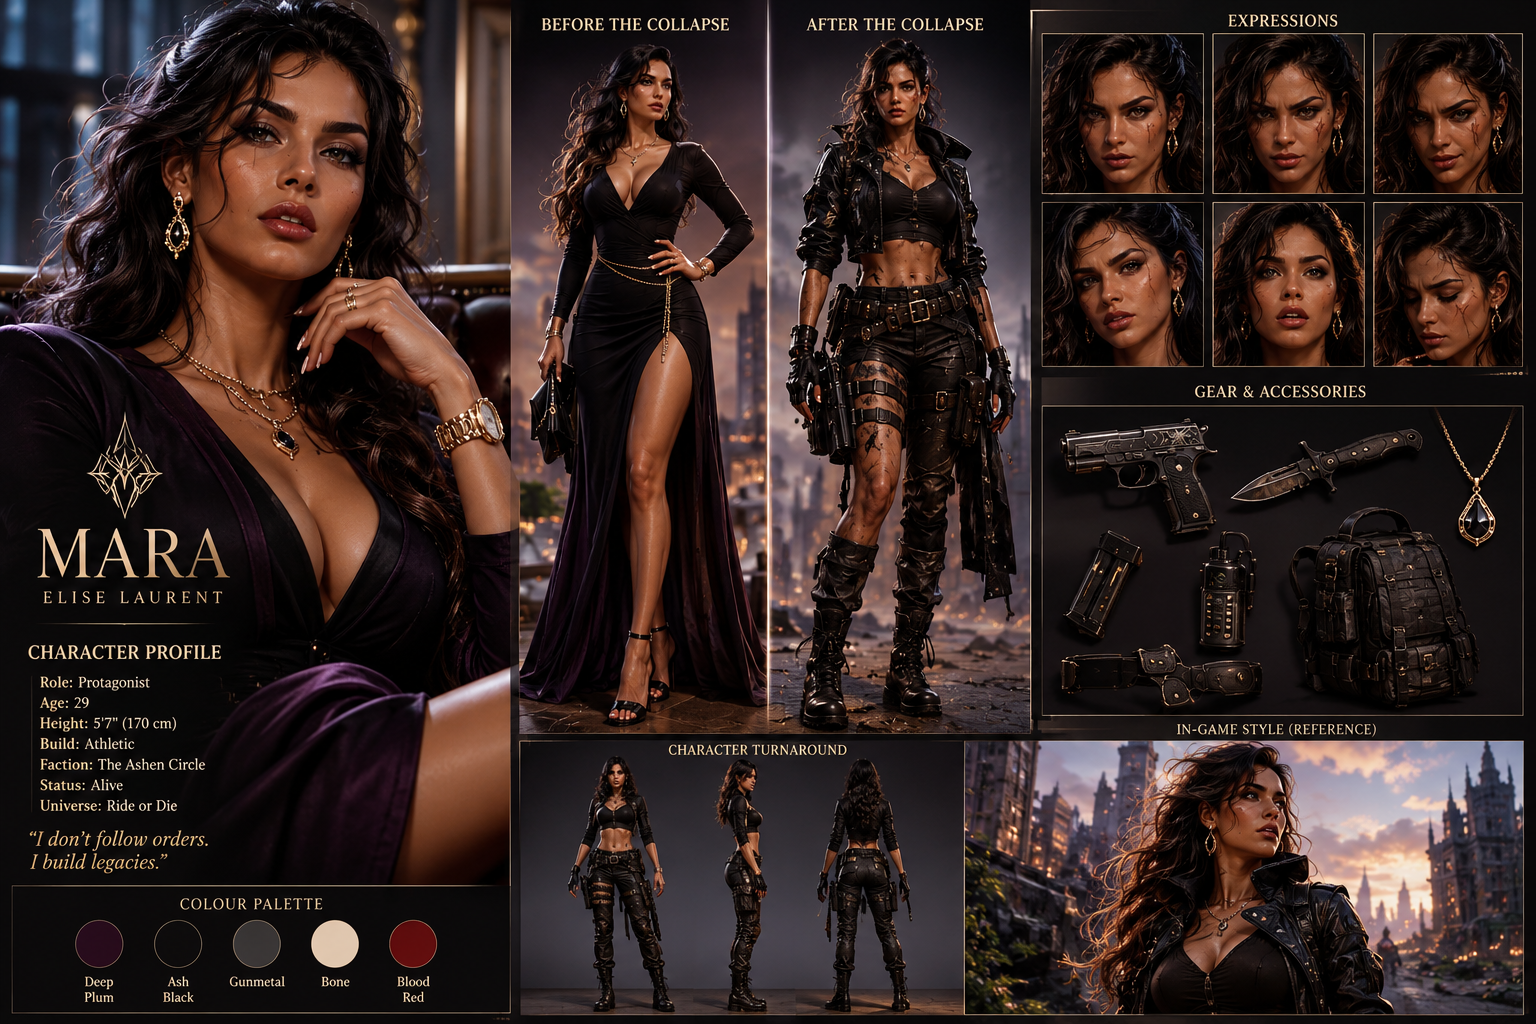 MARA
ELISE LAURENT
CHARACTER PROFILE
Role: Protagonist
Age: 29
Height: 5'7" (170 cm)
Build: Athletic
Faction: The Ashen Circle
Status: Alive
Universe: Ride or Die
“I don’t follow orders.
I build legacies.”
COLOUR PALETTE
Deep
Plum
Ash
Black
Gunmetal
Bone
Blood
Red
BEFORE THE COLLAPSE
AFTER THE COLLAPSE
CHARACTER TURNAROUND
EXPRESSIONS
GEAR & ACCESSORIES
IN-GAME STYLE (REFERENCE)